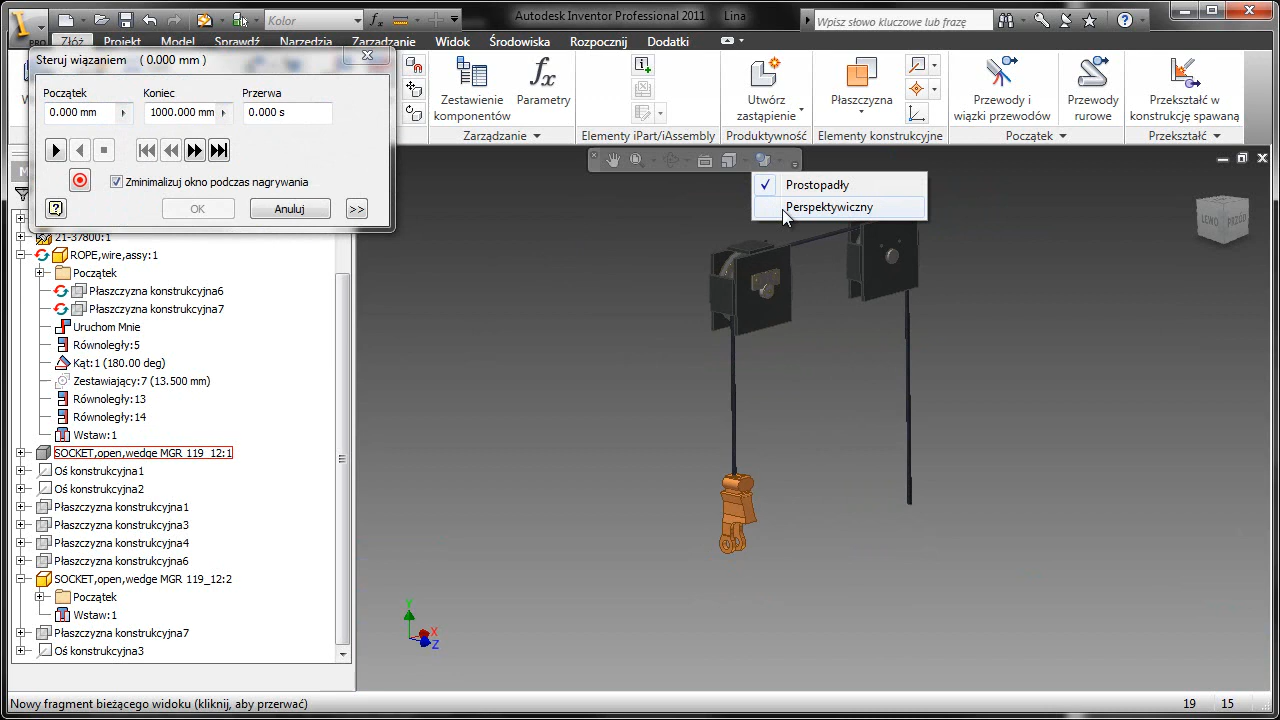 Kolor
fx
Autodesk Inventor Professional 2011
Lina
Wpisz słowo kluczowe lub frazę
PRO
Złóż
Projekt
Model
Sprawdź
Narzędzia
Zarządzanie
Widok
Środowiska
Rozpocznij
Dodatki
Steruj wiązaniem ( 0.000 mm )
Początek
Koniec
Przerwa
0.000 mm
1000.000 mm
0.000 s
Zminimalizuj okno podczas nagrywania
OK
Anuluj
>>
Zestawienie
komponentów
fx
Parametry
Utwórz
zastąpienie
Płaszczyzna
Przewody i
wiązki przewodów
Przewody
rurowe
Przekształć w
konstrukcję spawaną
Zarządzanie
Elementy iPart/iAssembly
Produktywność
Elementy konstrukcyjne
Początek
Przekształć
Prostopadły
Perspektywiczny
LEWO
PRZÓD
21-37800:1
ROPE,wire,assy:1
Początek
Płaszczyzna konstrukcyjna6
Płaszczyzna konstrukcyjna7
Uruchom Mnie
Równoległy:5
Kąt:1 (180.00 deg)
Zestawiający:7 (13.500 mm)
Równoległy:13
Równoległy:14
Wstaw:1
SOCKET,open,wedge MGR 119_12:1
Oś konstrukcyjna1
Oś konstrukcyjna2
Płaszczyzna konstrukcyjna1
Płaszczyzna konstrukcyjna3
Płaszczyzna konstrukcyjna4
Płaszczyzna konstrukcyjna6
SOCKET,open,wedge MGR 119_12:2
Początek
Wstaw:1
Płaszczyzna konstrukcyjna7
Oś konstrukcyjna3
Y
X
Z
Nowy fragment bieżącego widoku (kliknij, aby przerwać)
19
15